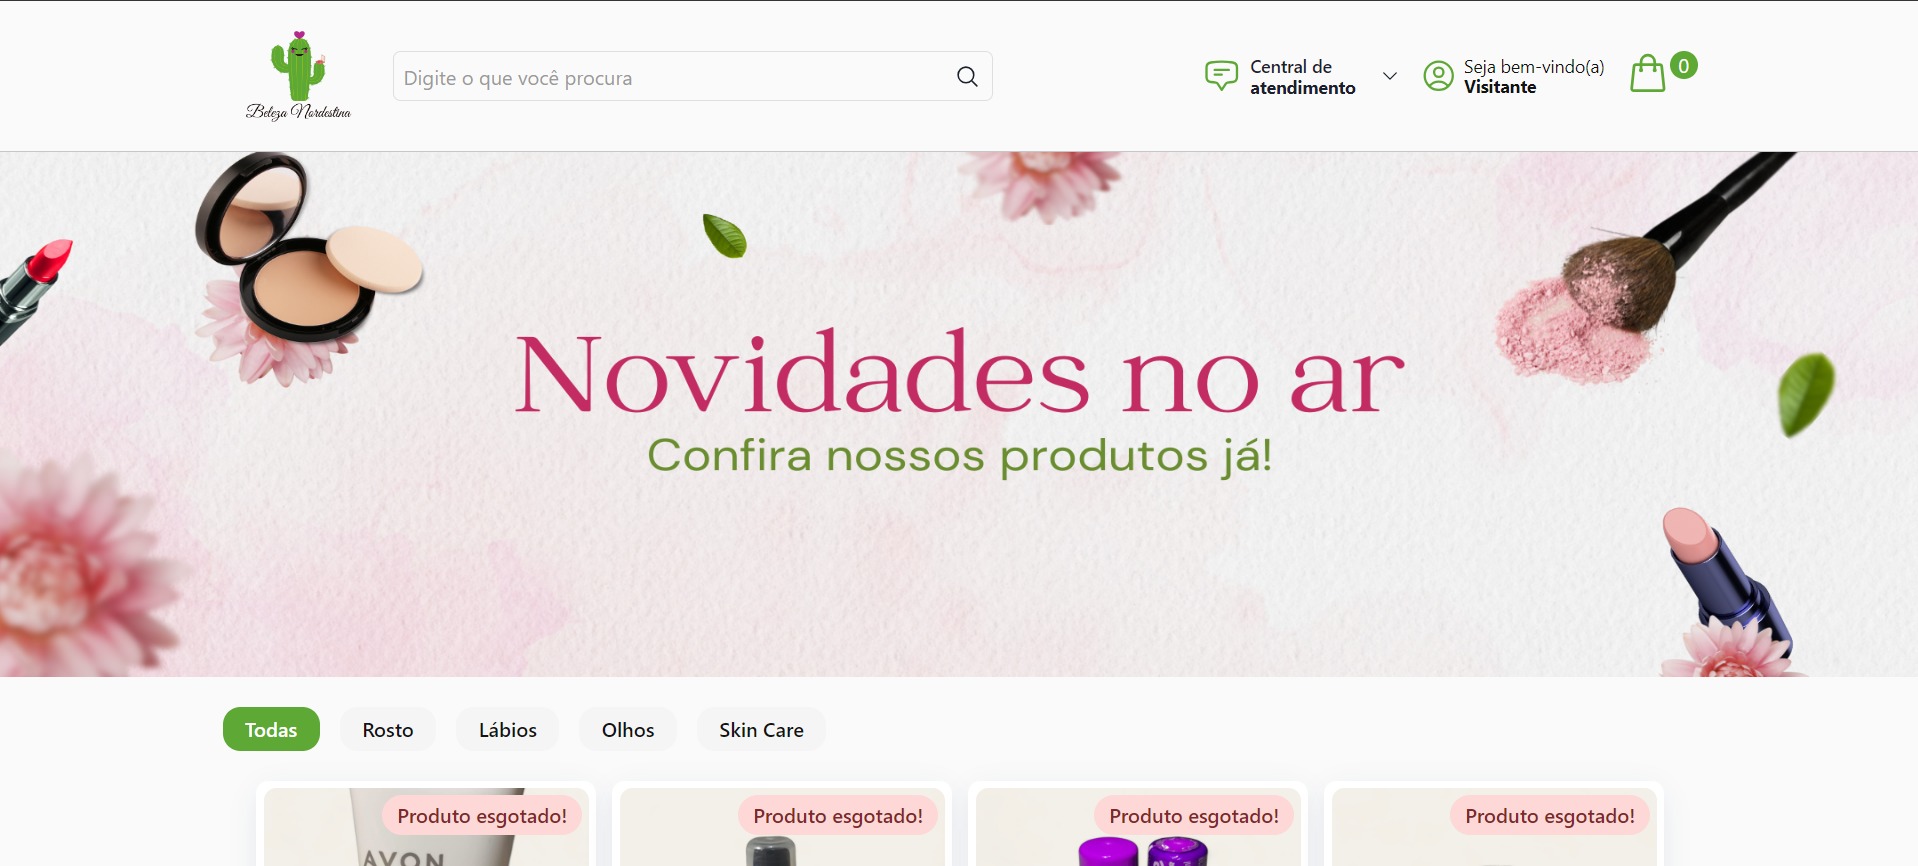 Beleza Nordestina
Digite o que você procura
Central de
atendimento
Seja bem-vindo(a)
Visitante
0
Novidades no ar
Confira nossos produtos já!
Todas
Rosto
Lábios
Olhos
Skin Care
Produto esgotado!
Produto esgotado!
Produto esgotado!
Produto esgotado!
AVON